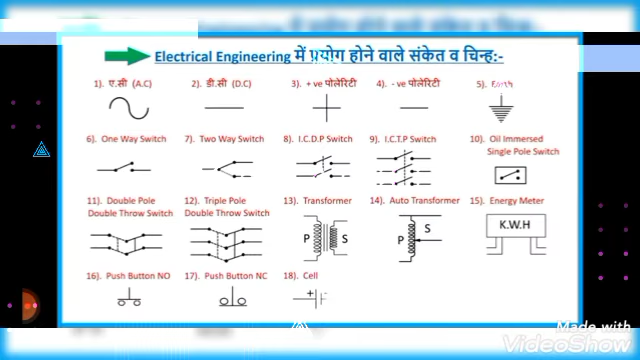 Electrical Engineering में प्रयोग होने वाले संकेत व चिन्ह:-
1). ए.सी (A.C)
2). डी.सी (D.C)
3). + ve पोलेरिटी
4). - ve पोलेरिटी
5). Earth
6). One Way Switch
7). Two Way Switch
8). I.C.D.P Switch
9). I.C.T.P Switch
10). Oil Immersed
Single Pole Switch
11). Double Pole
Double Throw Switch
12). Triple Pole
Double Throw Switch
13). Transformer
P S
14). Auto Transformer
S
P
15). Energy Meter
K.W.H
16). Push Button NO
17). Push Button NC
18). Cell
+
Made with
VideoShow